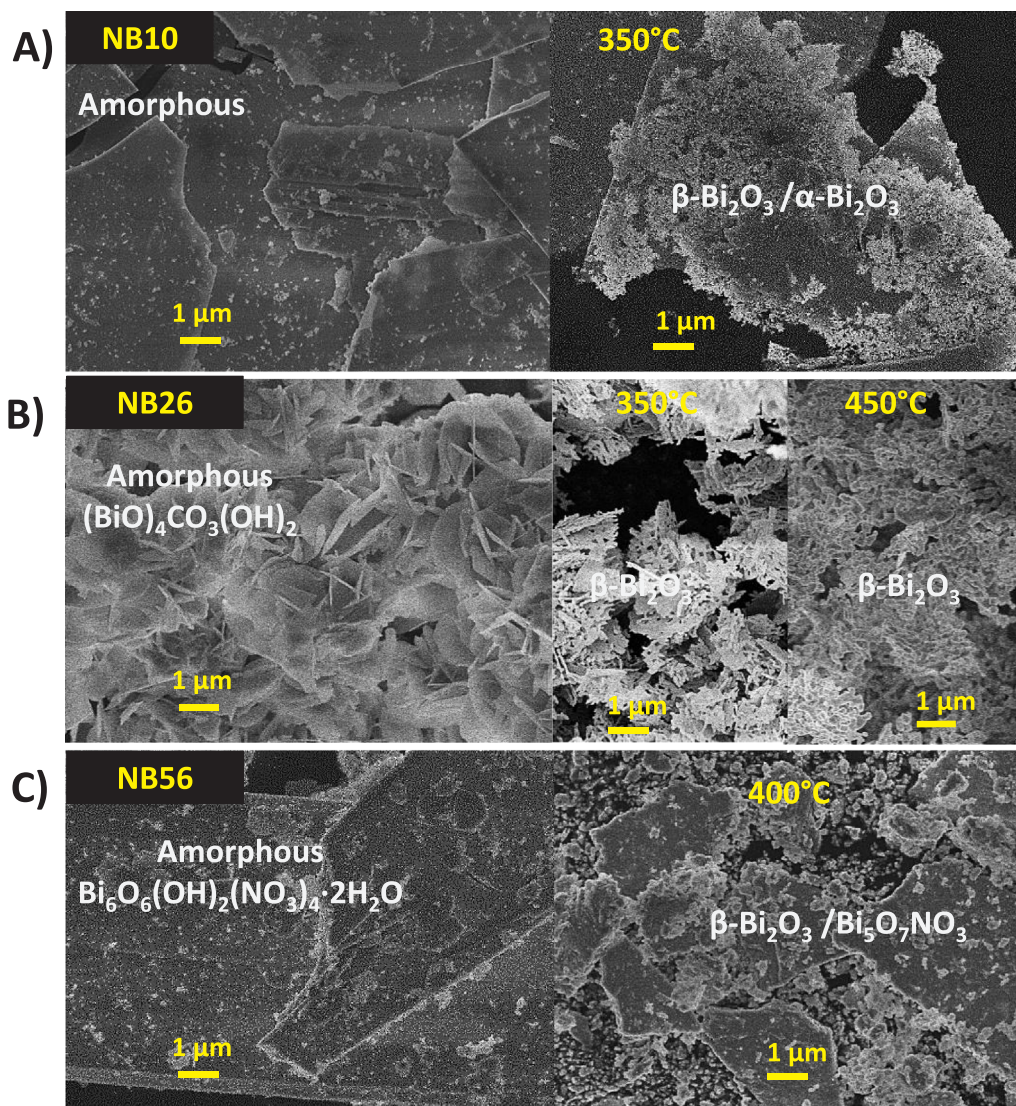 A)
NB10
Amorphous
1 µm
350°C
β-Bi₂O₃ /α-Bi₂O₃
1 µm
B)
NB26
Amorphous
(BiO)₄CO₃(OH)₂
1 µm
350°C
β-Bi₂O₃
1 µm
450°C
β-Bi₂O₃
1 µm
C)
NB56
Amorphous
Bi₆O₆(OH)₂(NO₃)₄·2H₂O
1 µm
400°C
β-Bi₂O₃ /Bi₅O₇NO₃
1 µm